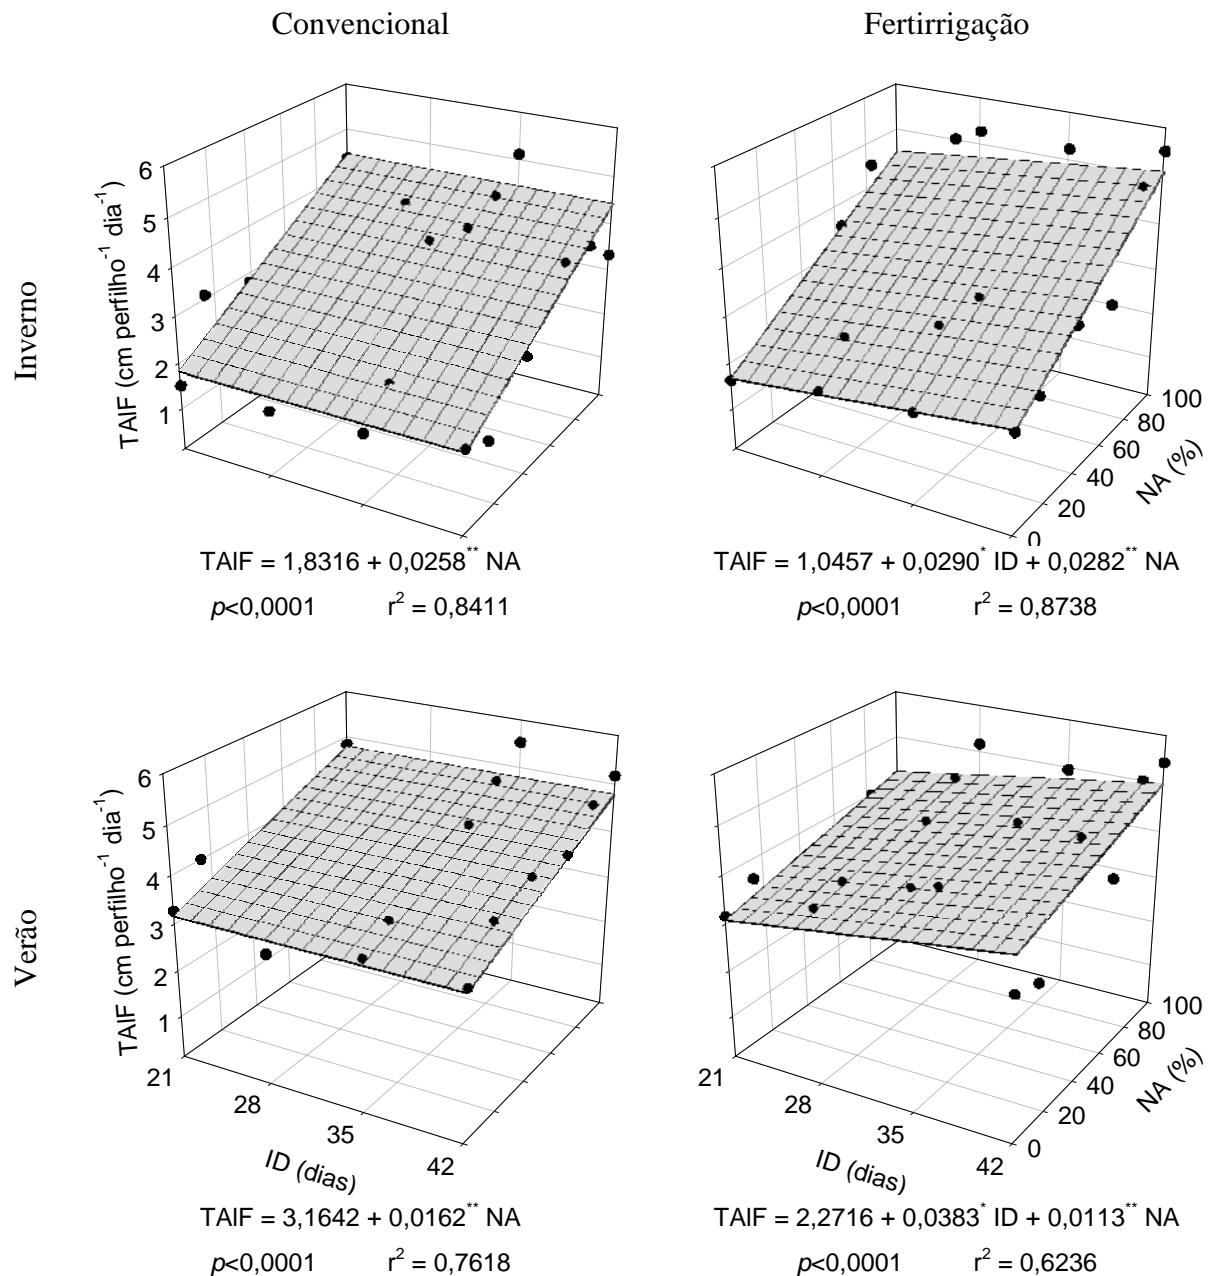 Convencional Fertirrigação
Inverno
TAIF (cm perfilho⁻¹ dia⁻¹)
6
5
4
3
2
1
100
80
60
40
20
0
NA (%)
TAIF = 1,8316 + 0,0258** NA
p<0,0001 r² = 0,8411
TAIF = 1,0457 + 0,0290* ID + 0,0282** NA
p<0,0001 r² = 0,8738
Verão
TAIF (cm perfilho⁻¹ dia⁻¹)
6
5
4
3
2
1
21
28
35
42
ID (dias)
21
28
35
42
ID (dias)
100
80
60
40
20
0
NA (%)
TAIF = 3,1642 + 0,0162** NA
p<0,0001 r² = 0,7618
TAIF = 2,2716 + 0,0383* ID + 0,0113** NA
p<0,0001 r² = 0,6236